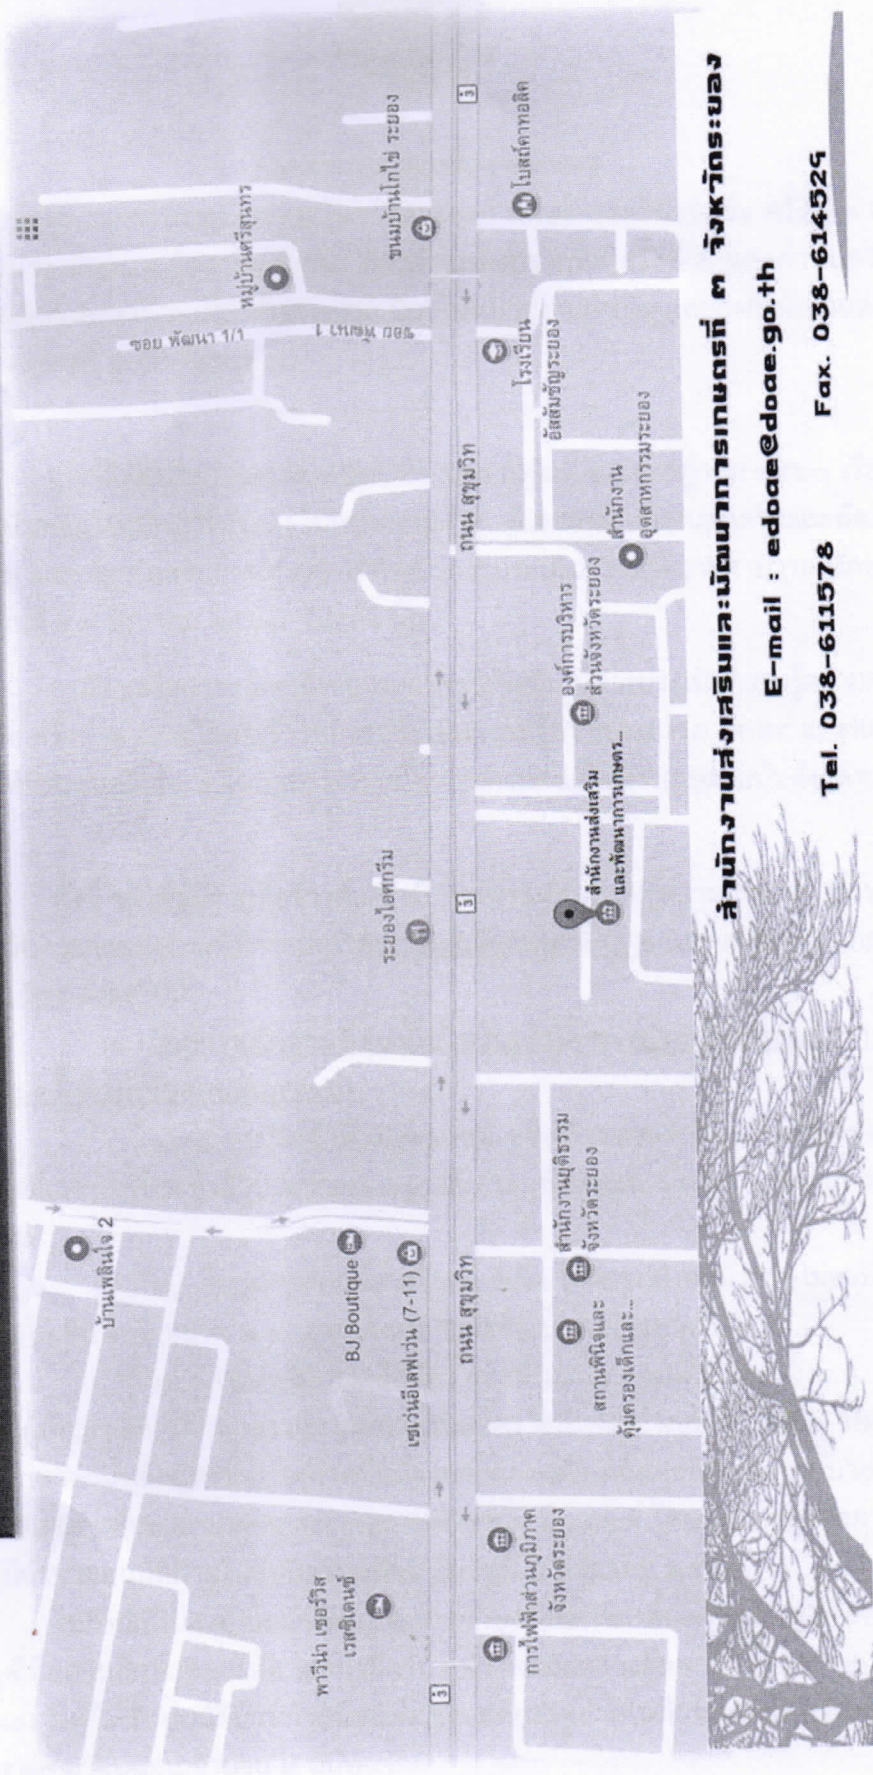 บ้านเพลินใจ 2
หมู่บ้านศรีสุนทร
ซอย พัฒนา 1/1
ซอย พัฒนา 1
พาวีน่า เซอร์วิส
เรสซิเดนซ์
BJ Boutique
เซเว่นอีเลฟเว่น (7-11)
ระยองไอศกรีม
ขนมบ้านโกไข่ ระยอง
3
ถนน สุขุมวิท
3
ถนน สุขุมวิท
3
การไฟฟ้าส่วนภูมิภาค
จังหวัดระยอง
สถานพินิจและ
คุ้มครองเด็กและ...
สำนักงานยุติธรรม
จังหวัดระยอง
สำนักงานส่งเสริม
และพัฒนาการเกษตร...
องค์การบริหาร
ส่วนจังหวัดระยอง
สำนักงาน
อุตสาหกรรมระยอง
โรงเรียน
อัสสัมชัญระยอง
โบสถ์คาทอลิค
สำนักงานส่งเสริมและพัฒนาการเกษตรที่ ๓ จังหวัดระยอง
E-mail : edoae@doae.go.th
Tel. 038-611578 Fax. 038-614529